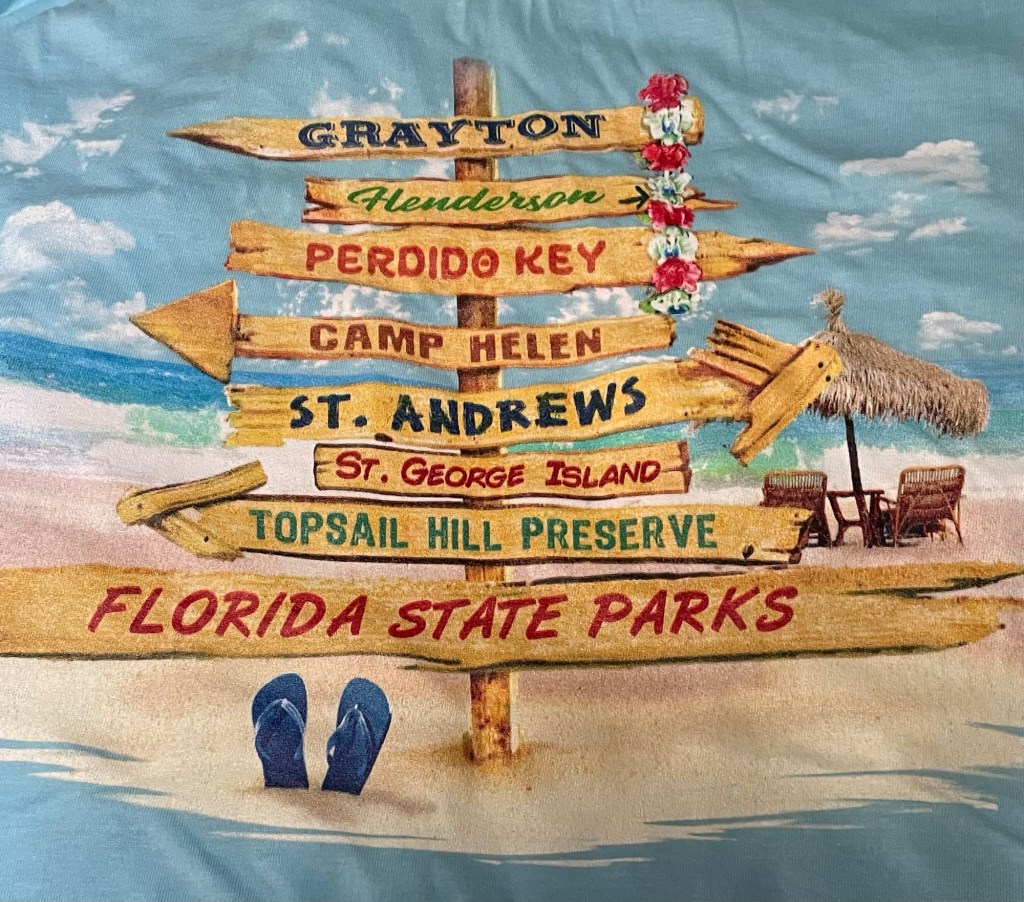 GRAYTON
Henderson
PERDIDO KEY
CAMP HELEN
ST. ANDREWS
ST. GEORGE ISLAND
TOPSAIL HILL PRESERVE
FLORIDA STATE PARKS